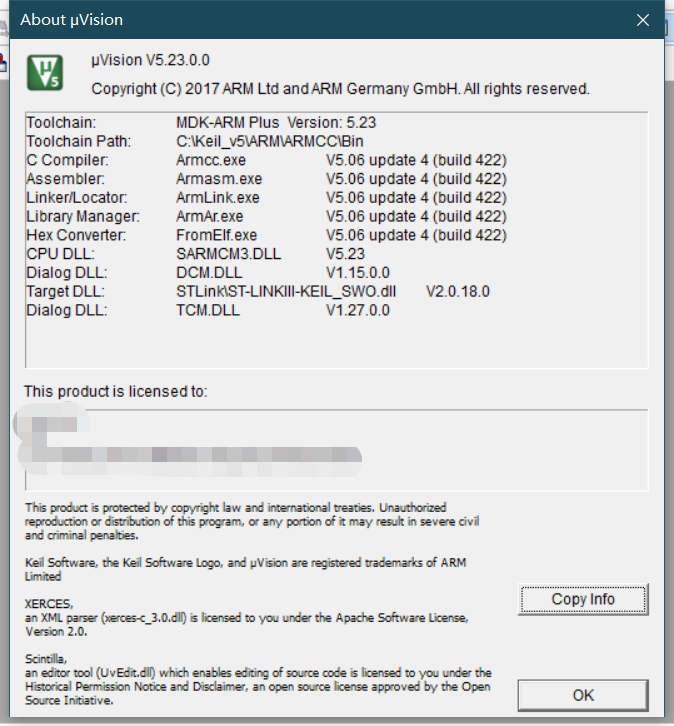 About µVision
µVision V5.23.0.0
Copyright (C) 2017 ARM Ltd and ARM Germany GmbH. All rights reserved.
Toolchain: MDK-ARM Plus Version: 5.23
Toolchain Path: C:\Keil_v5\ARM\ARMCC\Bin
C Compiler: Armcc.exe V5.06 update 4 (build 422)
Assembler: Armasm.exe V5.06 update 4 (build 422)
Linker/Locator: ArmLink.exe V5.06 update 4 (build 422)
Library Manager: ArmAr.exe V5.06 update 4 (build 422)
Hex Converter: FromElf.exe V5.06 update 4 (build 422)
CPU DLL: SARMCM3.DLL V5.23
Dialog DLL: DCM.DLL V1.15.0.0
Target DLL: STLink\ST-LINKIII-KEIL_SWO.dll V2.0.18.0
Dialog DLL: TCM.DLL V1.27.0.0
This product is licensed to:
This product is protected by copyright law and international treaties. Unauthorized
reproduction or distribution of this program, or any portion of it may result in severe civil
and criminal penalties.
Keil Software, the Keil Software Logo, and µVision are registered trademarks of ARM
Limited
XERCES,
an XML parser (xerces-c_3.0.dll) is licensed to you under the Apache Software License,
Version 2.0.
Scintilla,
an editor tool (UvEdit.dll) which enables editing of source code is licensed to you under the
Historical Permission Notice and Disclaimer, an open source license approved by the Open
Source Initiative.
Copy Info
OK